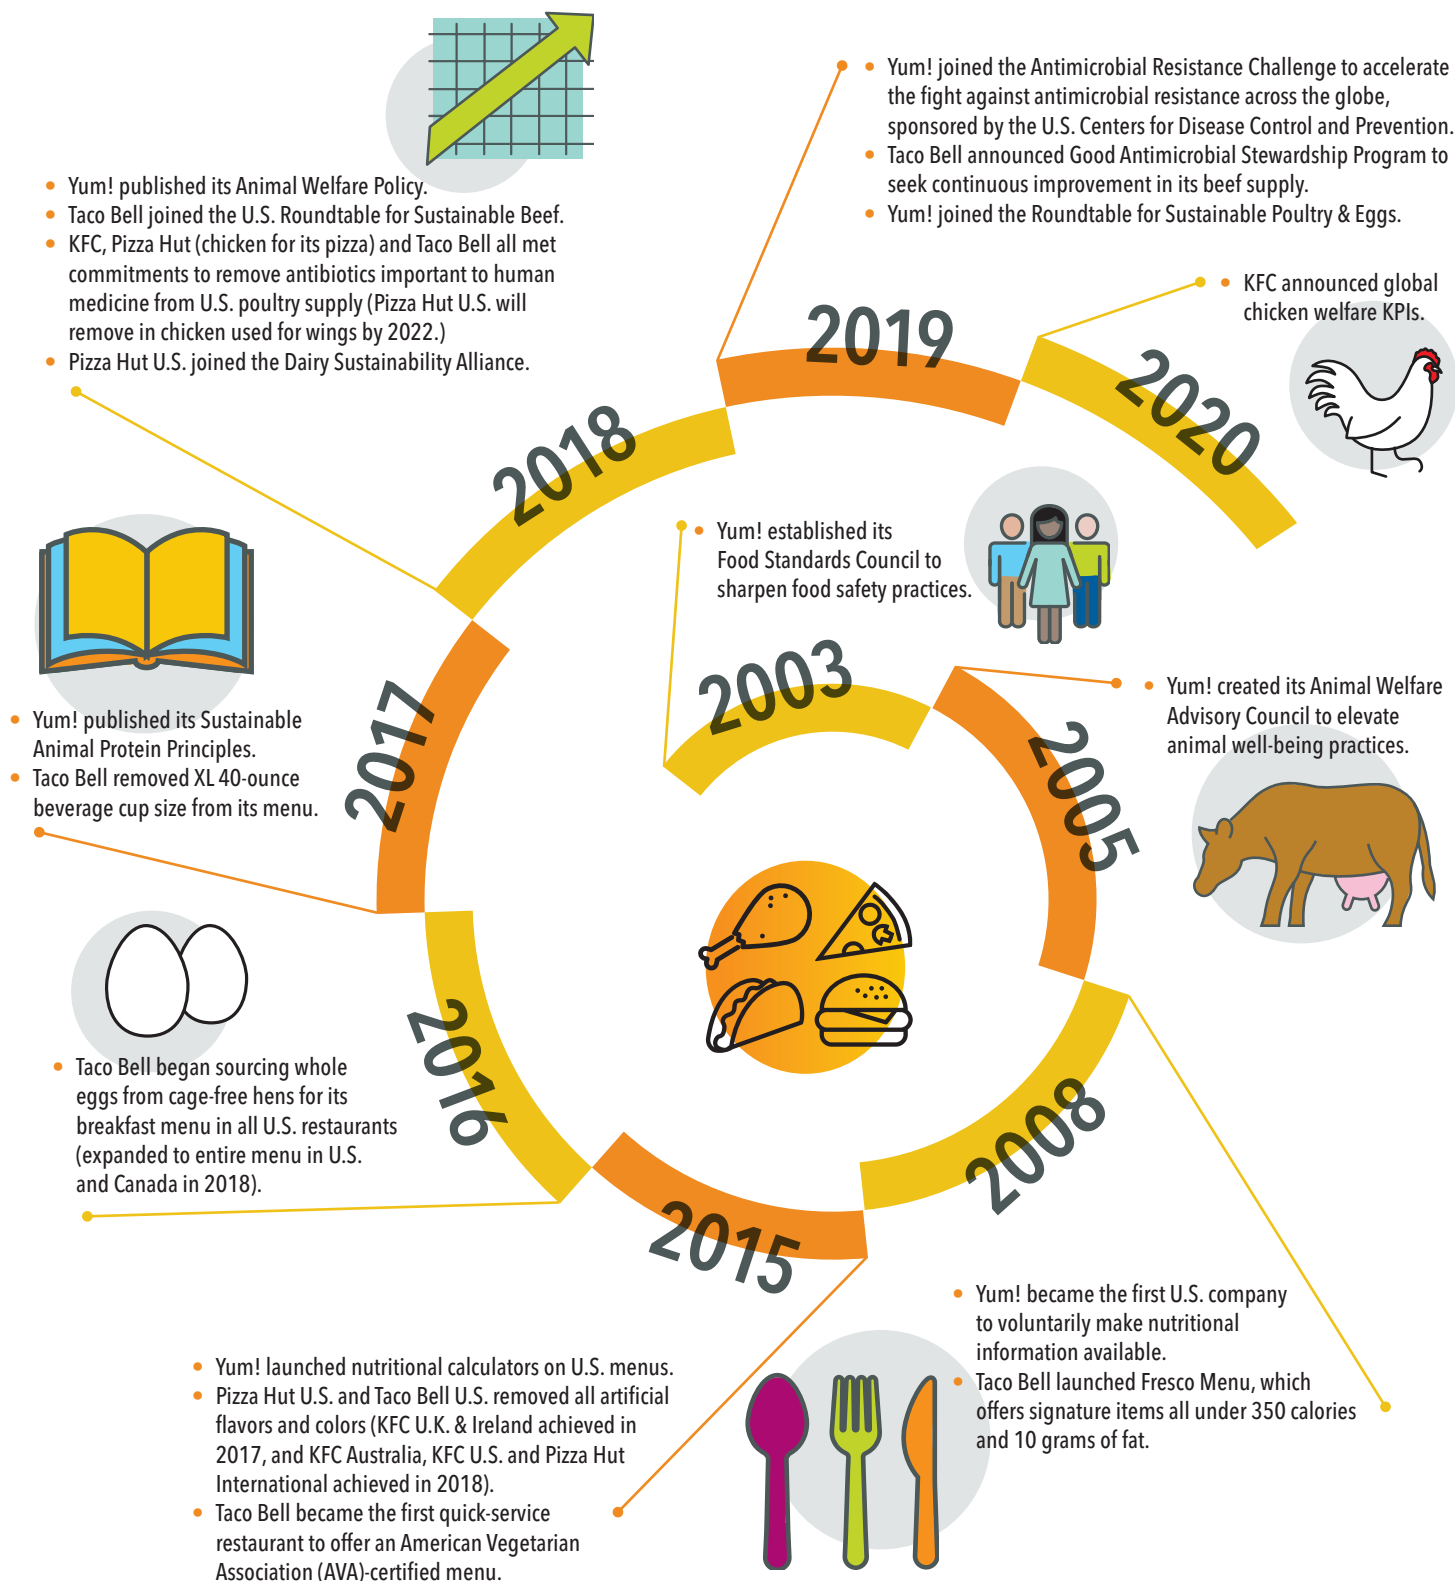 Yum! joined the Antimicrobial Resistance Challenge to accelerate
the fight against antimicrobial resistance across the globe,
sponsored by the U.S. Centers for Disease Control and Prevention.
Taco Bell announced Good Antimicrobial Stewardship Program to
seek continuous improvement in its beef supply.
Yum! joined the Roundtable for Sustainable Poultry & Eggs.
Yum! published its Animal Welfare Policy.
Taco Bell joined the U.S. Roundtable for Sustainable Beef.
KFC, Pizza Hut (chicken for its pizza) and Taco Bell all met
commitments to remove antibiotics important to human
medicine from U.S. poultry supply (Pizza Hut U.S. will
remove in chicken used for wings by 2022.)
Pizza Hut U.S. joined the Dairy Sustainability Alliance.
KFC announced global
chicken welfare KPIs.
2019
2020
2018
Yum! established its
Food Standards Council to
sharpen food safety practices.
2003
Yum! created its Animal Welfare
Advisory Council to elevate
animal well-being practices.
2005
2017
Yum! published its Sustainable
Animal Protein Principles.
Taco Bell removed XL 40-ounce
beverage cup size from its menu.
2016
Taco Bell began sourcing whole
eggs from cage-free hens for its
breakfast menu in all U.S. restaurants
(expanded to entire menu in U.S.
and Canada in 2018).
2008
2015
Yum! became the first U.S. company
to voluntarily make nutritional
information available.
Taco Bell launched Fresco Menu, which
offers signature items all under 350 calories
and 10 grams of fat.
Yum! launched nutritional calculators on U.S. menus.
Pizza Hut U.S. and Taco Bell U.S. removed all artificial
flavors and colors (KFC U.K. & Ireland achieved in
2017, and KFC Australia, KFC U.S. and Pizza Hut
International achieved in 2018).
Taco Bell became the first quick-service
restaurant to offer an American Vegetarian
Association (AVA)-certified menu.